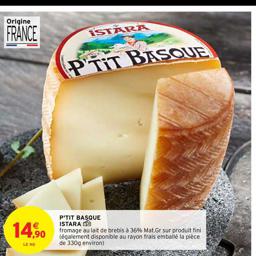 Origine
FRANCE
ISTARA
P'TIT BASQUE
14€,90
LE KG
P'TIT BASQUE
ISTARA
fromage au lait de brebis à 36% Mat.Gr sur produit fini
(également disponible au rayon frais emballé la pièce
de 330g environ)